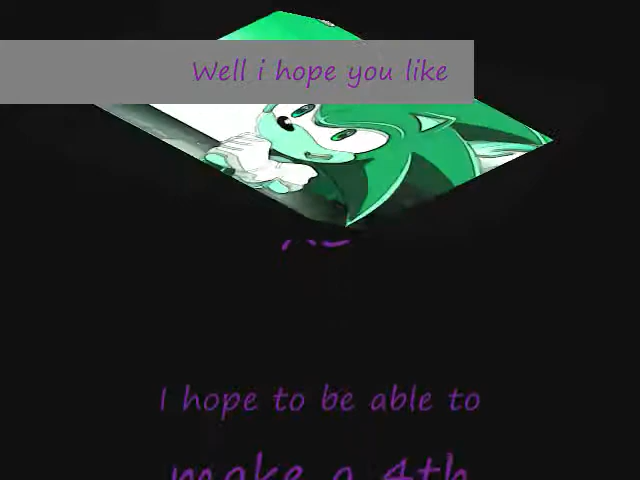 Well i hope you like
I hope to be able to
make a 4th